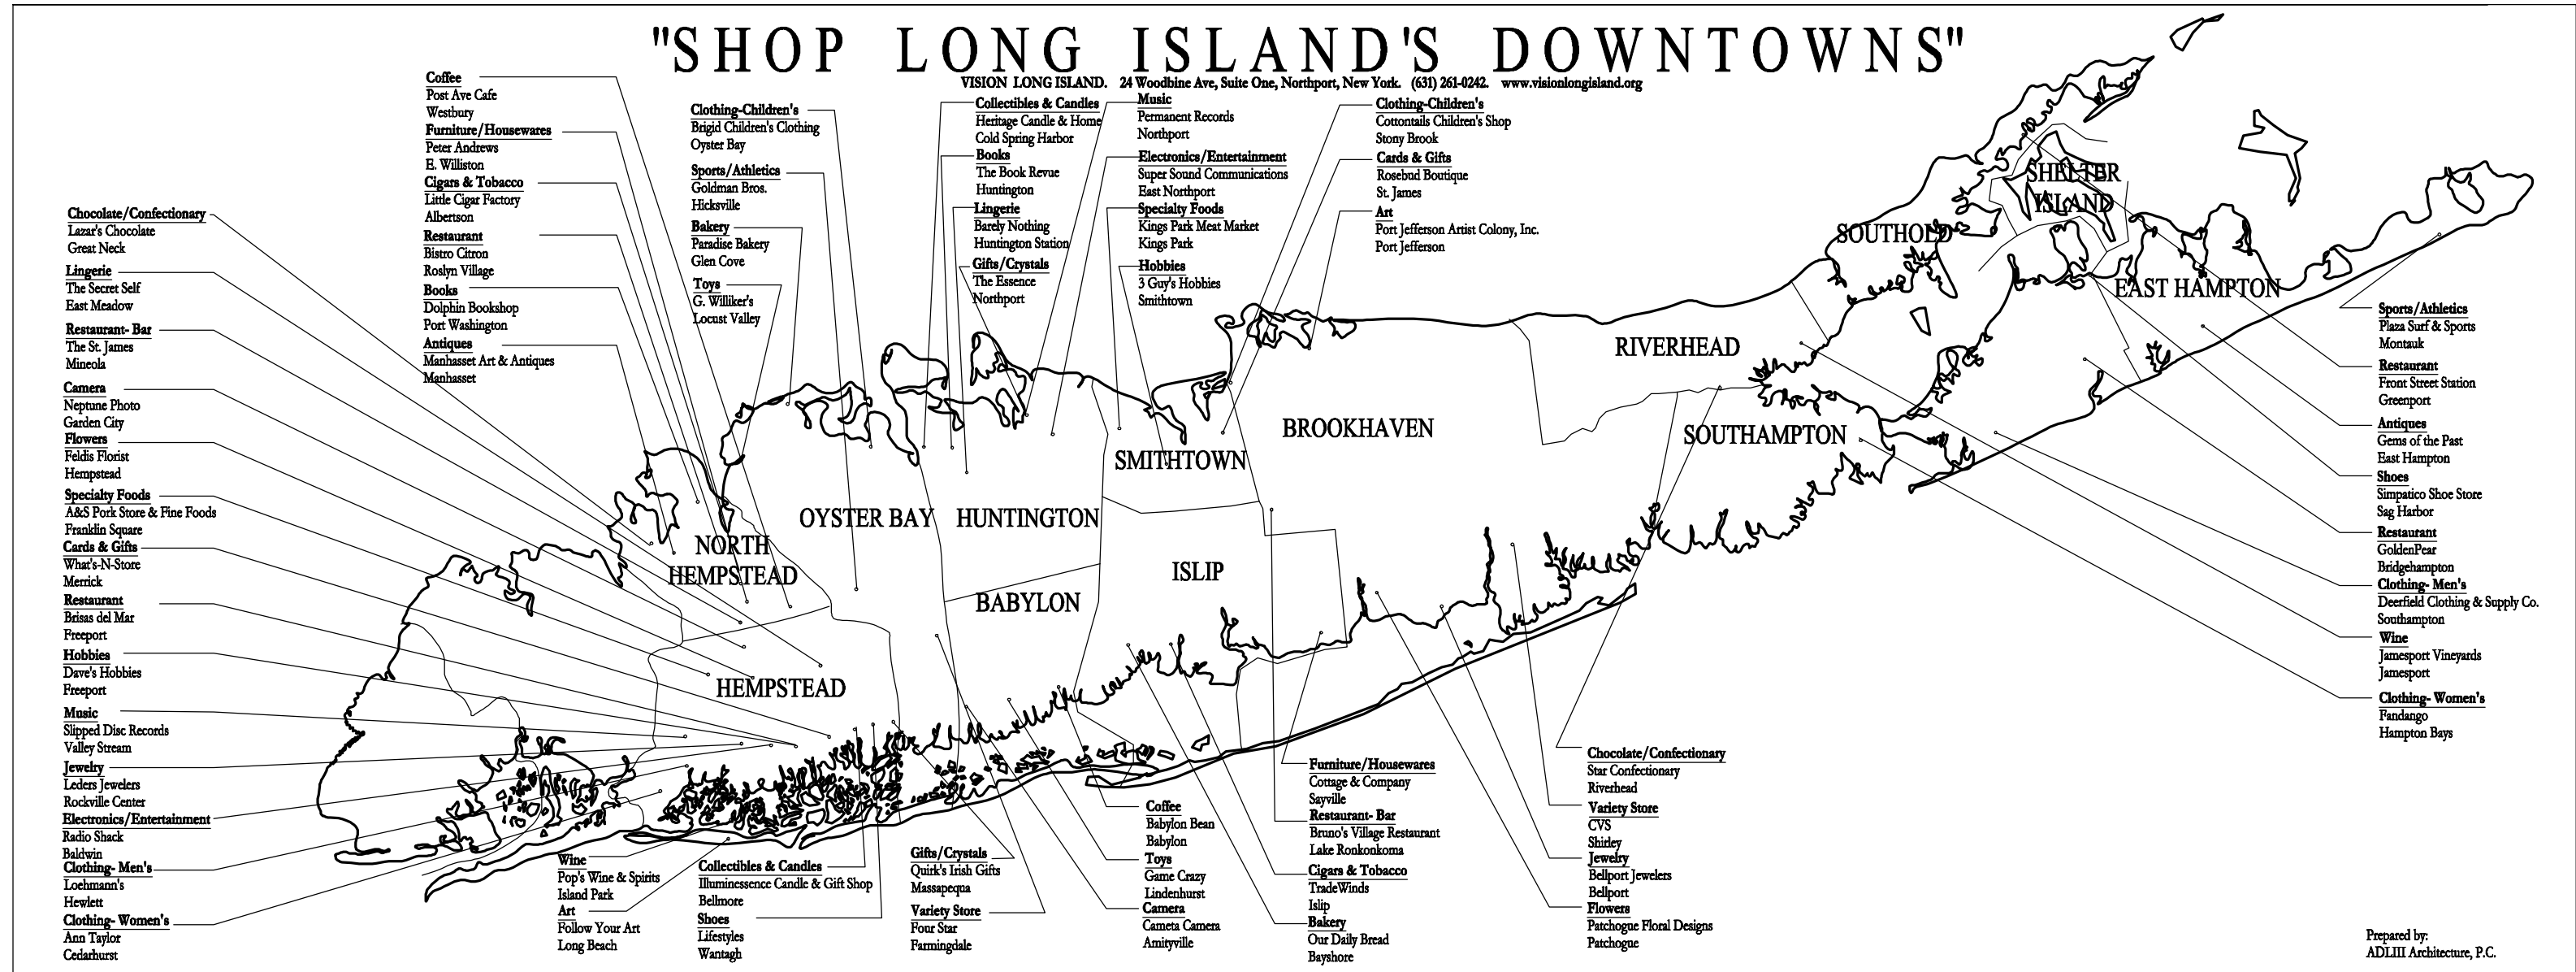 "SHOP LONG ISLAND'S DOWNTOWNS"
VISION LONG ISLAND. 24 Woodbine Ave, Suite One, Northport, New York. (631) 261-0242. www.visionlongisland.org
Chocolate/Confectionary
Lazar's Chocolate
Great Neck
Lingerie
The Secret Self
East Meadow
Restaurant- Bar
The St. James
Mineola
Camera
Neptune Photo
Garden City
Flowers
Feldis Florist
Hempstead
Specialty Foods
A&S Pork Store & Fine Foods
Franklin Square
Cards & Gifts
What's-N-Store
Merrick
Restaurant
Brisas del Mar
Freeport
Hobbies
Dave's Hobbies
Freeport
Music
Slipped Disc Records
Valley Stream
Jewelry
Leders Jewelers
Rockville Center
Electronics/Entertainment
Radio Shack
Baldwin
Clothing- Men's
Loehmann's
Hewlett
Clothing- Women's
Ann Taylor
Cedarhurst
Coffee
Post Ave Cafe
Westbury
Furniture/Housewares
Peter Andrews
E. Williston
Cigars & Tobacco
Little Cigar Factory
Albertson
Restaurant
Bistro Citron
Roslyn Village
Books
Dolphin Bookshop
Port Washington
Antiques
Manhasset Art & Antiques
Manhasset
Clothing-Children's
Brigid Children's Clothing
Oyster Bay
Sports/Athletics
Goldman Bros.
Hicksville
Bakery
Paradise Bakery
Glen Cove
Toys
G. Williker's
Locust Valley
Collectibles & Candles
Heritage Candle & Home
Cold Spring Harbor
Books
The Book Revue
Huntington
Lingerie
Barely Nothing
Huntington Station
Gifts/Crystals
The Essence
Northport
Music
Permanent Records
Northport
Electronics/Entertainment
Super Sound Communications
East Northport
Specialty Foods
Kings Park Meat Market
Kings Park
Hobbies
3 Guy's Hobbies
Smithtown
Clothing-Children's
Cottontails Children's Shop
Stony Brook
Cards & Gifts
Rosebud Boutique
St. James
Art
Port Jefferson Artist Colony, Inc.
Port Jefferson
SHELTER
ISLAND
SOUTHOLD
EAST HAMPTON
RIVERHEAD
SOUTHAMPTON
BROOKHAVEN
SMITHTOWN
HUNTINGTON
OYSTER BAY
NORTH
HEMPSTEAD
ISLIP
BABYLON
HEMPSTEAD
Sports/Athletics
Plaza Surf & Sports
Montauk
Restaurant
Front Street Station
Greenport
Antiques
Gems of the Past
East Hampton
Shoes
Simpatico Shoe Store
Sag Harbor
Restaurant
GoldenPear
Bridgehampton
Clothing- Men's
Deerfield Clothing & Supply Co.
Southampton
Wine
Jamesport Vineyards
Jamesport
Clothing- Women's
Fandango
Hampton Bays
Wine
Pop's Wine & Spirits
Island Park
Art
Follow Your Art
Long Beach
Collectibles & Candles
Illuminessence Candle & Gift Shop
Bellmore
Shoes
Lifestyles
Wantagh
Gifts/Crystals
Quirk's Irish Gifts
Massapequa
Variety Store
Four Star
Farmingdale
Coffee
Babylon Bean
Babylon
Toys
Game Crazy
Lindenhurst
Camera
Cameta Camera
Amityville
Furniture/Housewares
Cottage & Company
Sayville
Restaurant- Bar
Bruno's Village Restaurant
Lake Ronkonkoma
Cigars & Tobacco
TradeWinds
Islip
Bakery
Our Daily Bread
Bayshore
Chocolate/Confectionary
Star Confectionary
Riverhead
Variety Store
CVS
Shirley
Jewelry
Bellport Jewelers
Bellport
Flowers
Patchogue Floral Designs
Patchogue
Prepared by:
ADLIII Architecture, P.C.